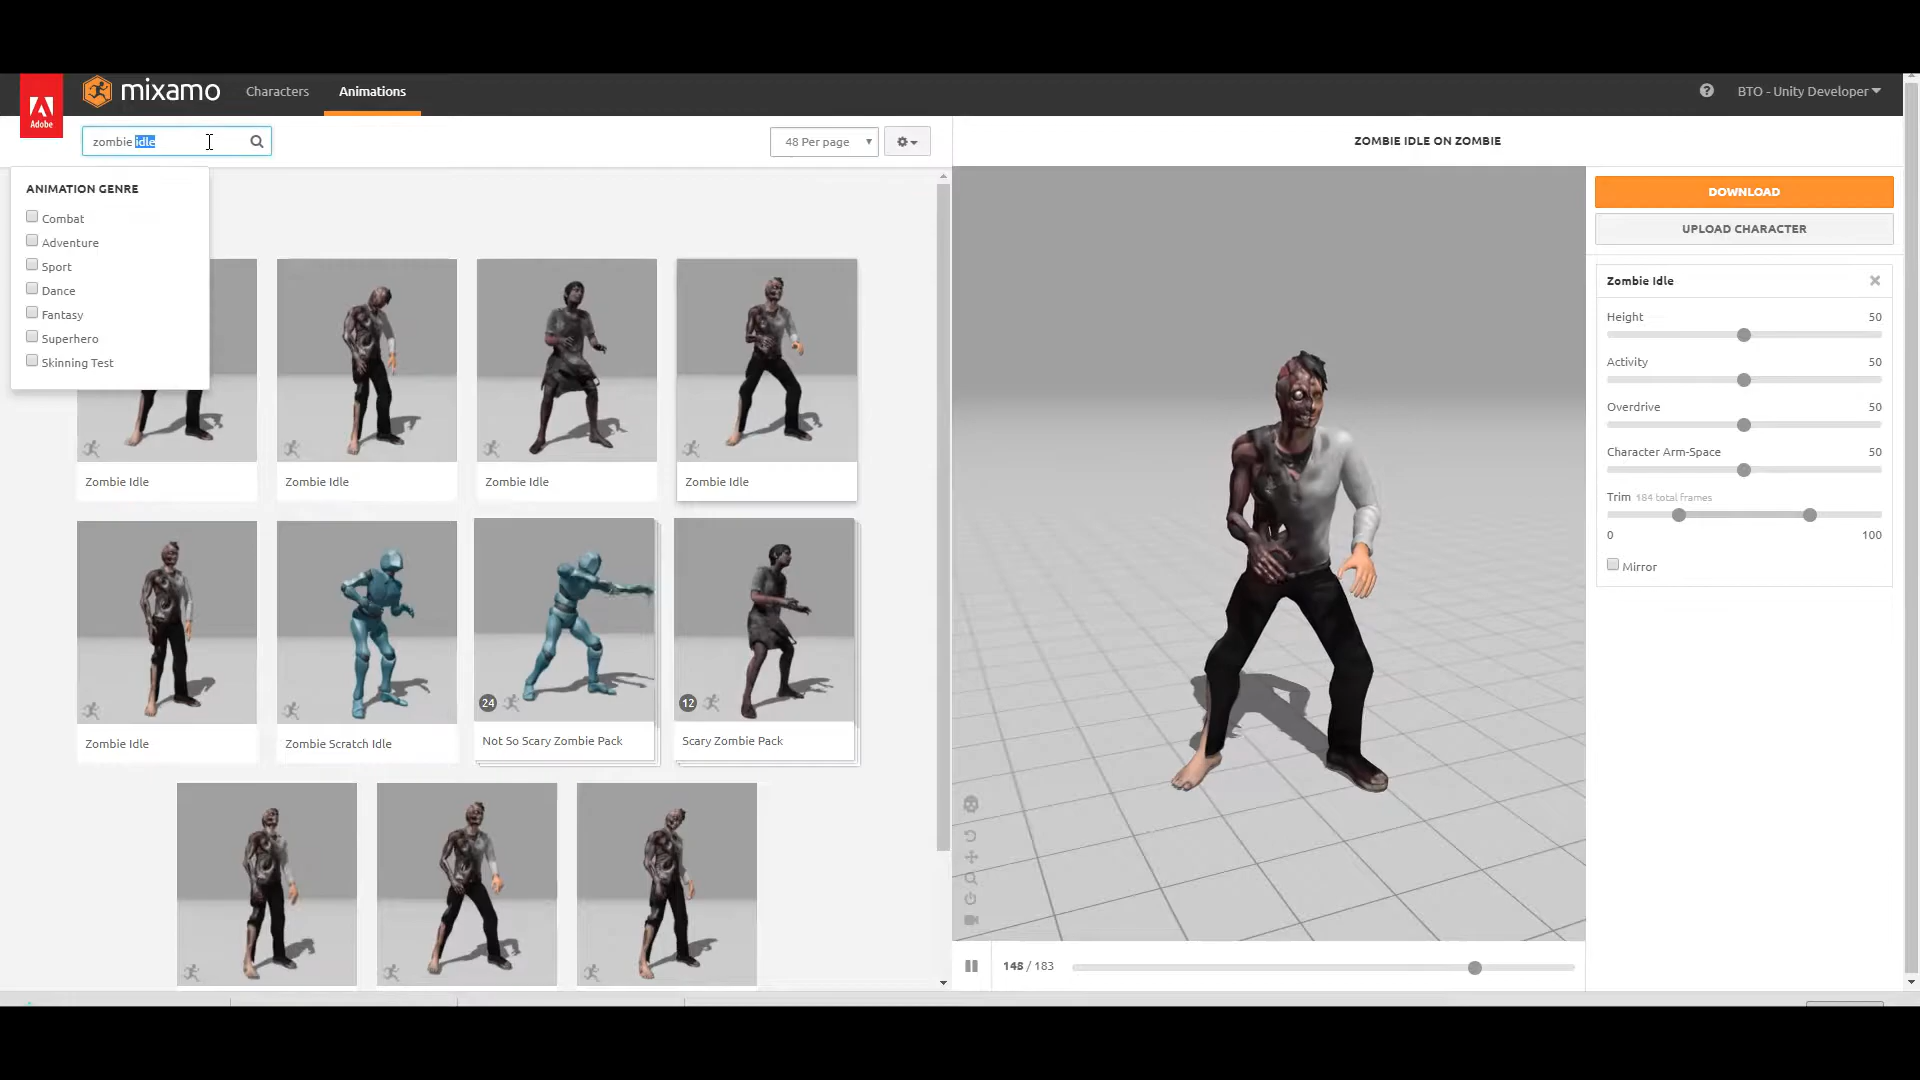 Adobe
mixamo
Characters
Animations
BTO - Unity Developer
zombie idle
48 Per page
ZOMBIE IDLE ON ZOMBIE
ANIMATION GENRE
Combat
Adventure
Sport
Dance
Fantasy
Superhero
Skinning Test
Zombie Idle
Zombie Idle
Zombie Idle
Zombie Idle
24
12
Zombie Idle
Zombie Scratch Idle
Not So Scary Zombie Pack
Scary Zombie Pack
148 / 183
DOWNLOAD
UPLOAD CHARACTER
Zombie Idle
Height 50
Activity 50
Overdrive 50
Character Arm-Space 50
Trim 184 total frames
0 100
Mirror